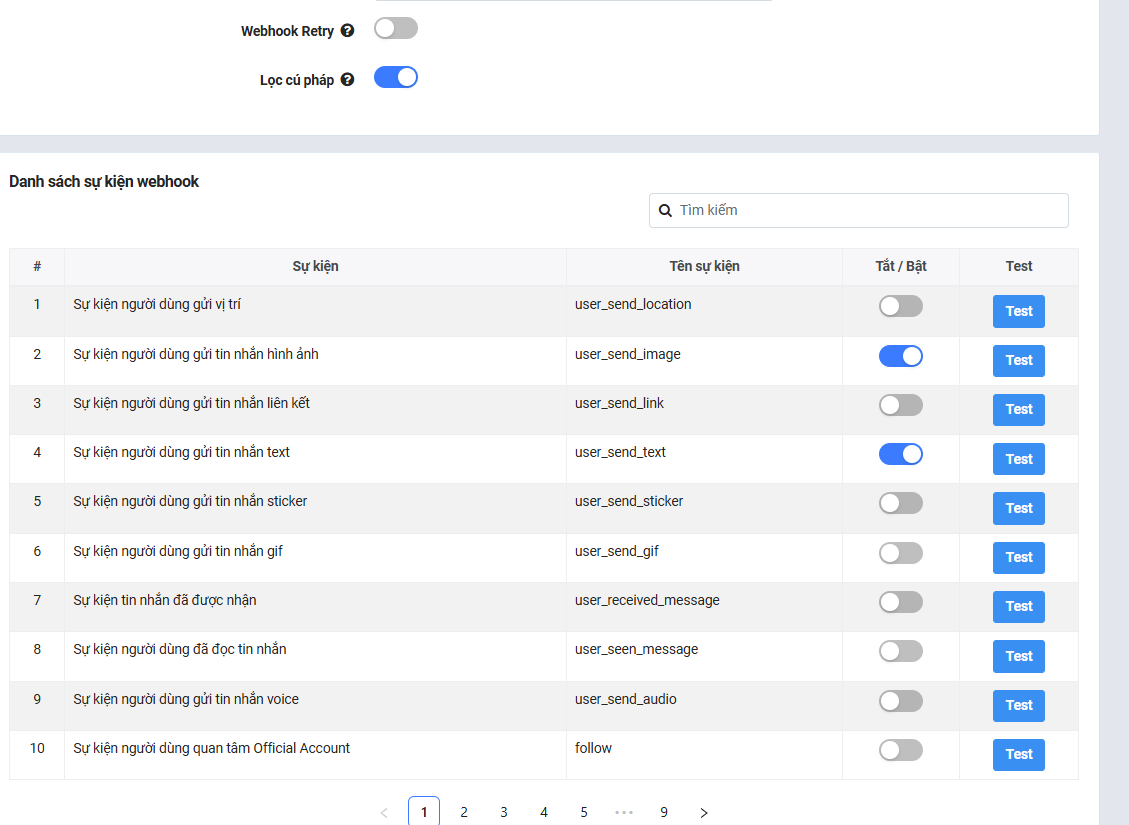 Webhook Retry ?
Lọc cú pháp ?
Danh sách sự kiện webhook
Tìm kiếm
# Sự kiện Tên sự kiện Tắt / Bật Test
1 Sự kiện người dùng gửi vị trí user_send_location Test
2 Sự kiện người dùng gửi tin nhắn hình ảnh user_send_image Test
3 Sự kiện người dùng gửi tin nhắn liên kết user_send_link Test
4 Sự kiện người dùng gửi tin nhắn text user_send_text Test
5 Sự kiện người dùng gửi tin nhắn sticker user_send_sticker Test
6 Sự kiện người dùng gửi tin nhắn gif user_send_gif Test
7 Sự kiện tin nhắn đã được nhận user_received_message Test
8 Sự kiện người dùng đã đọc tin nhắn user_seen_message Test
9 Sự kiện người dùng gửi tin nhắn voice user_send_audio Test
10 Sự kiện người dùng quan tâm Official Account follow Test
< 1 2 3 4 5 ••• 9 >